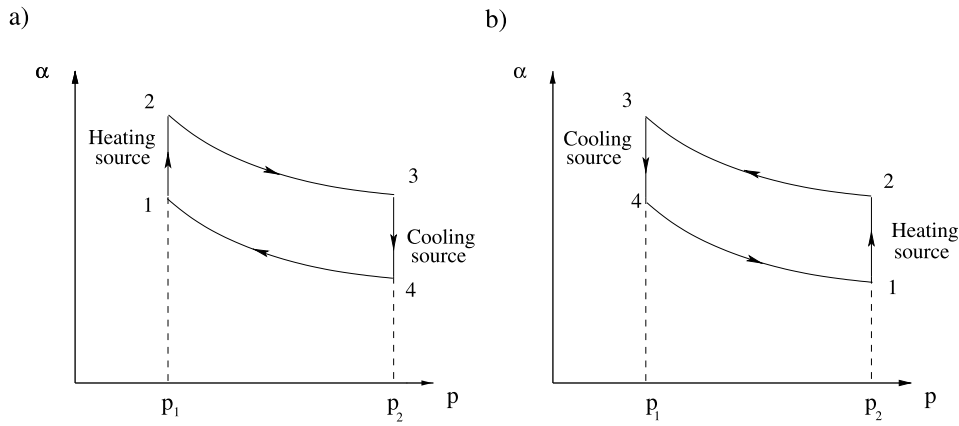 a)
α
2
Heating
source
3
1
Cooling
source
4
p1
p2
p
b)
α
3
Cooling
source
2
4
Heating
source
1
p1
p2
p